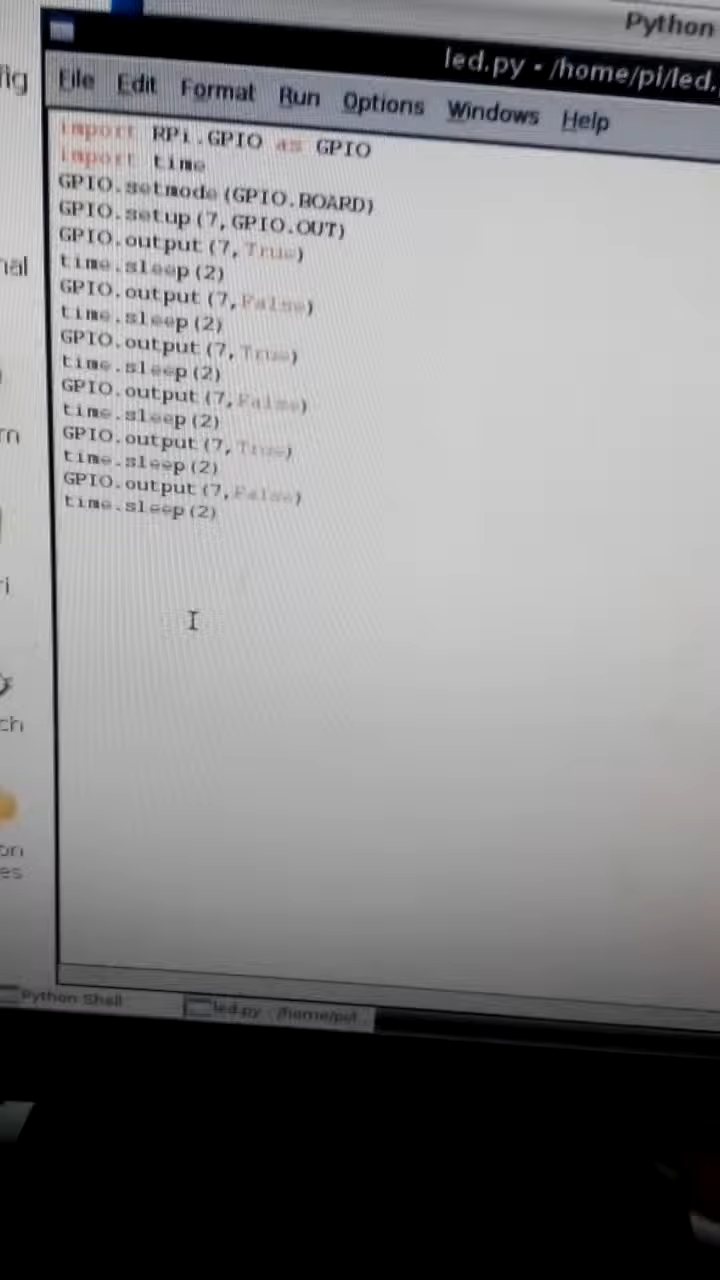 Python
led.py - /home/pi/led.
File Edit Format Run Options Windows Help
import RPi.GPIO as GPIO
import time
GPIO.setmode(GPIO.BOARD)
GPIO.setup(7,GPIO.OUT)
GPIO.output(7,True)
time.sleep(2)
GPIO.output(7,False)
time.sleep(2)
GPIO.output(7,True)
time.sleep(2)
GPIO.output(7,False)
time.sleep(2)
GPIO.output(7,True)
time.sleep(2)
GPIO.output(7,False)
time.sleep(2)
Python Shell
led.py - /home/pi/